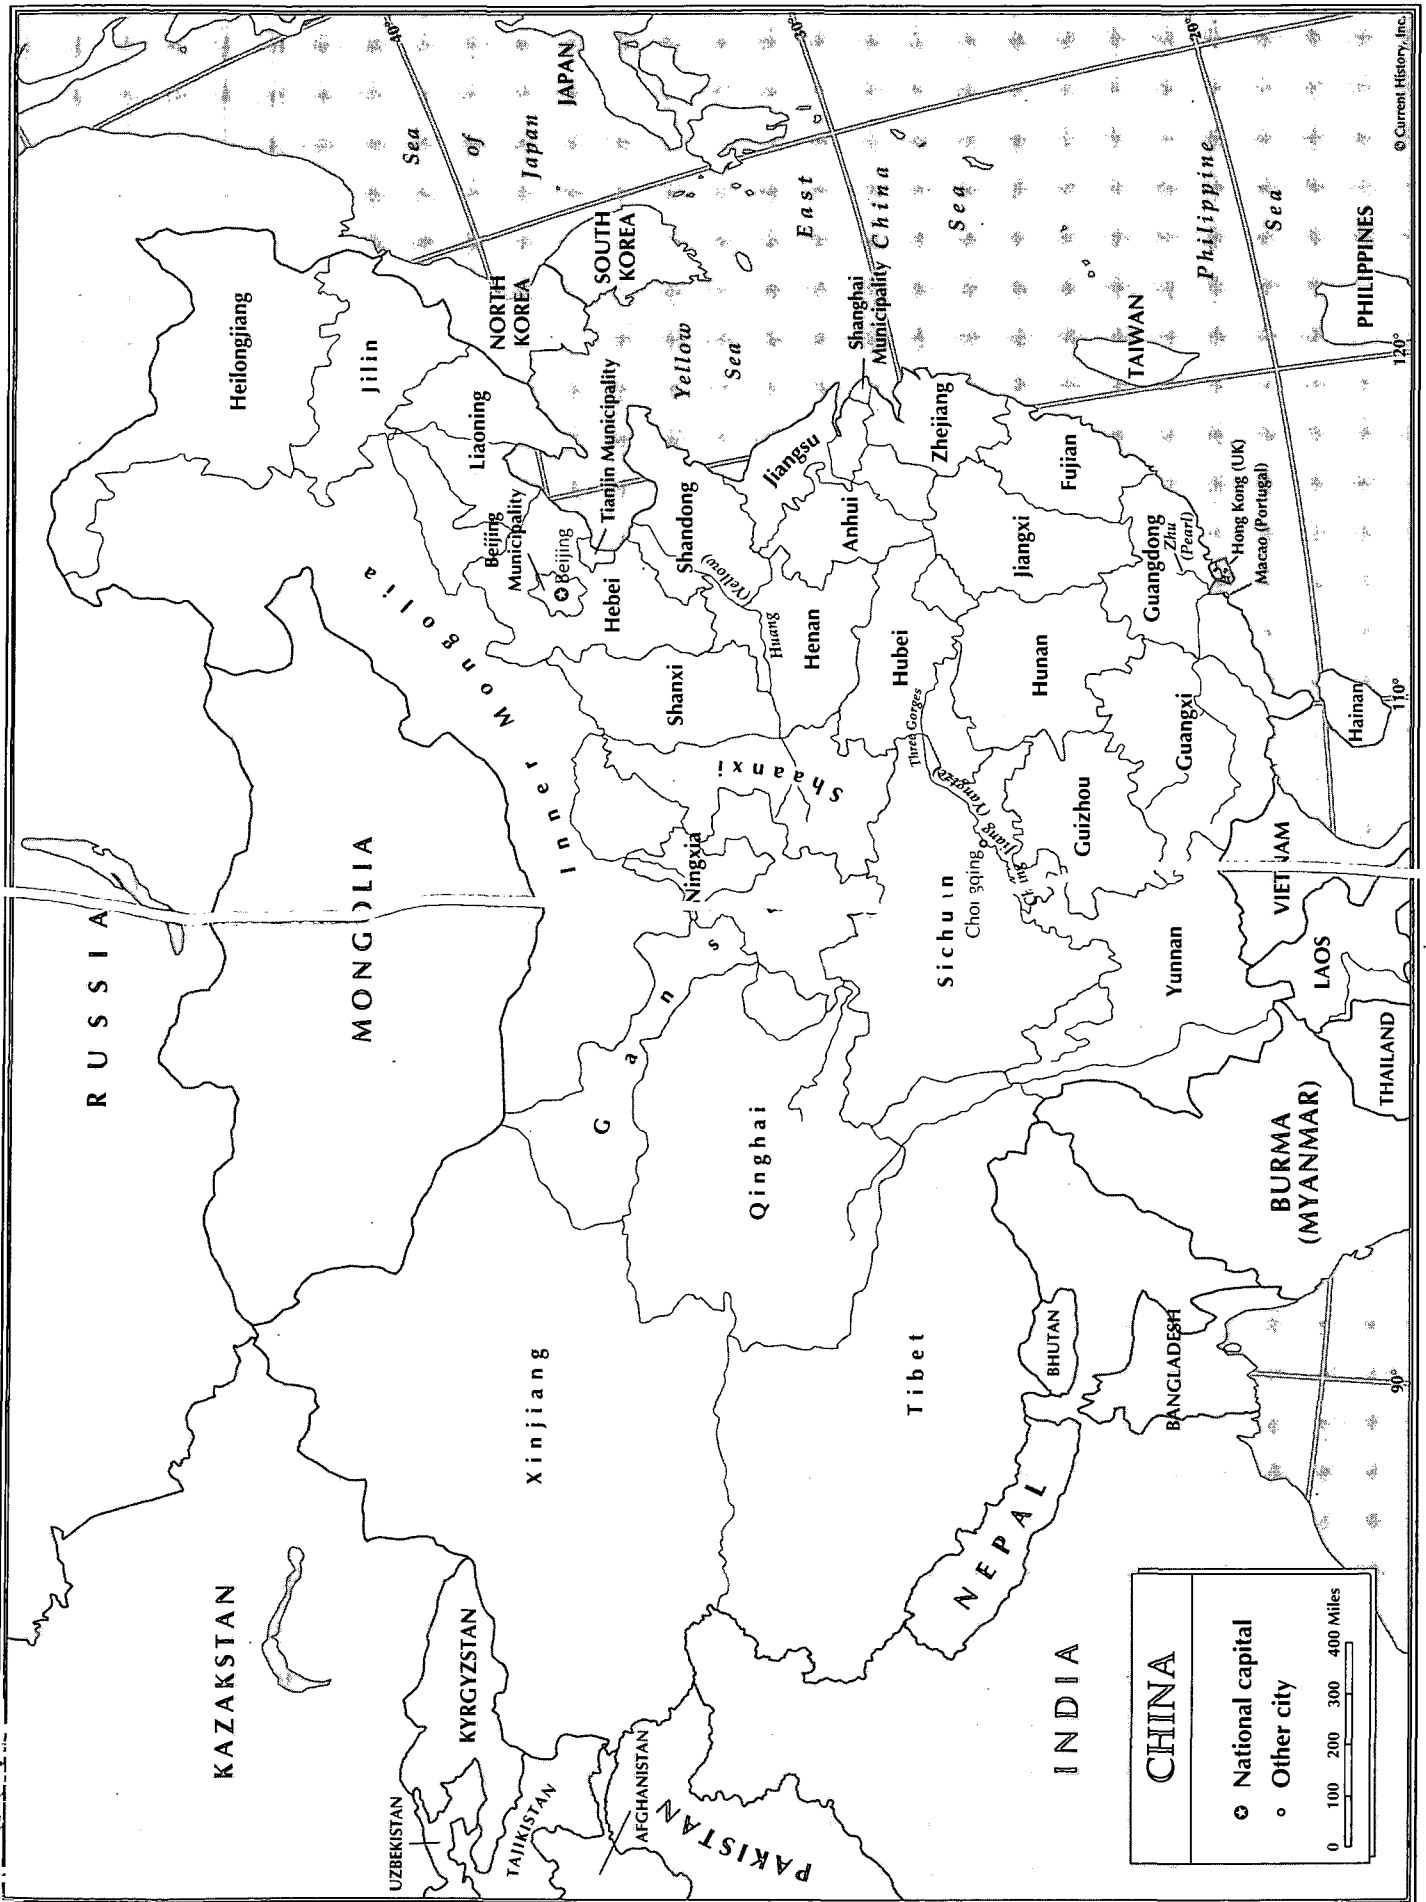 RUSSIA
KAZAKSTAN
MONGOLIA
UZBEKISTAN
KYRGYZSTAN
TAJIKISTAN
AFGHANISTAN
PAKISTAN
Xinjiang
Inner Mongolia
Heilongjiang
Jilin
Liaoning
NORTH
KOREA
SOUTH
KOREA
JAPAN
Sea
of
Japan
40°
Beijing
Municipality
Beijing
Tianjin Municipality
Hebei
Shanxi
Shandong
Yellow
Sea
Gansu
Ningxia
Shaanxi
Qinghai
Huang
(Yellow)
Henan
Jiangsu
Anhui
Shanghai
Municipality
30°
East
China
Sea
Tibet
Sichuan
Chongqing
Chang Jiang (Yangtze)
Three Gorges
Hubei
Zhejiang
Hunan
Jiangxi
Fujian
Guizhou
Yunnan
Guangxi
Guangdong
Zhu
(Pearl)
Hong Kong (UK)
Macao (Portugal)
TAIWAN
Philippine
Sea
20°
Hainan
PHILIPPINES
NEPAL
BHUTAN
INDIA
BANGLADESH
BURMA
(MYANMAR)
THAILAND
LAOS
VIETNAM
90°
110°
120°
CHINA
National capital
Other city
0 100 200 300 400 Miles
© Current History, Inc.